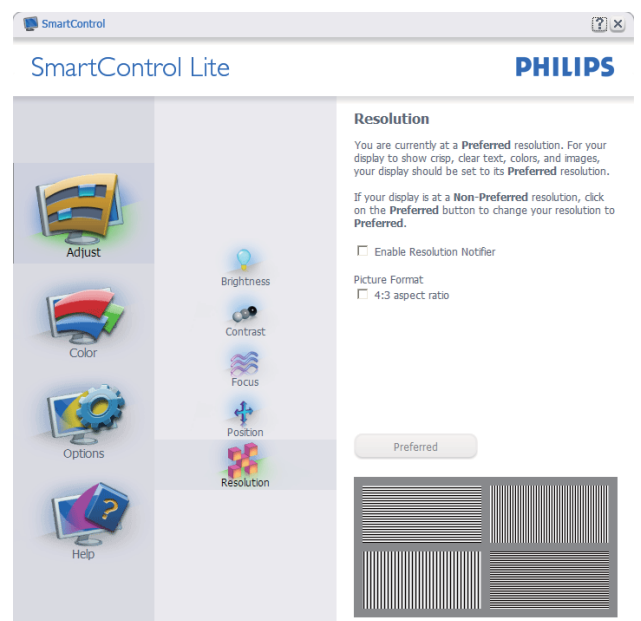 SmartControl
SmartControl Lite
PHILIPS
Adjust
Color
Options
Help
Brightness
Contrast
Focus
Position
Resolution
Resolution
You are currently at a Preferred resolution. For your
display to show crisp, clear text, colors, and images,
your display should be set to its Preferred resolution.
If your display is at a Non-Preferred resolution, click
on the Preferred button to change your resolution to
Preferred.
Enable Resolution Notifier
Picture Format
4:3 aspect ratio
Preferred